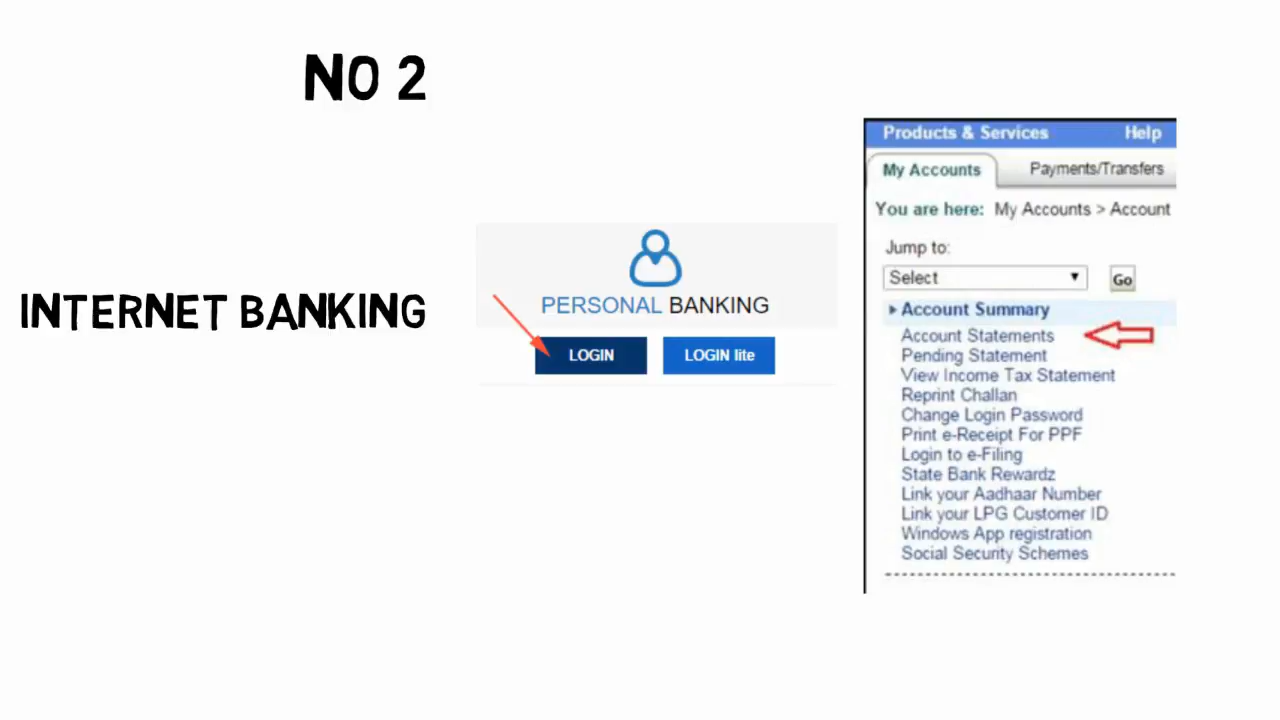 NO 2
INTERNET BANKING
PERSONAL BANKING
LOGIN LOGIN lite
Products & Services Help
My Accounts Payments/Transfers
You are here: My Accounts > Account
Jump to:
Select Go
Account Summary
Account Statements
Pending Statement
View Income Tax Statement
Reprint Challan
Change Login Password
Print e-Receipt For PPF
Login to e-Filing
State Bank Rewardz
Link your Aadhaar Number
Link your LPG Customer ID
Windows App registration
Social Security Schemes